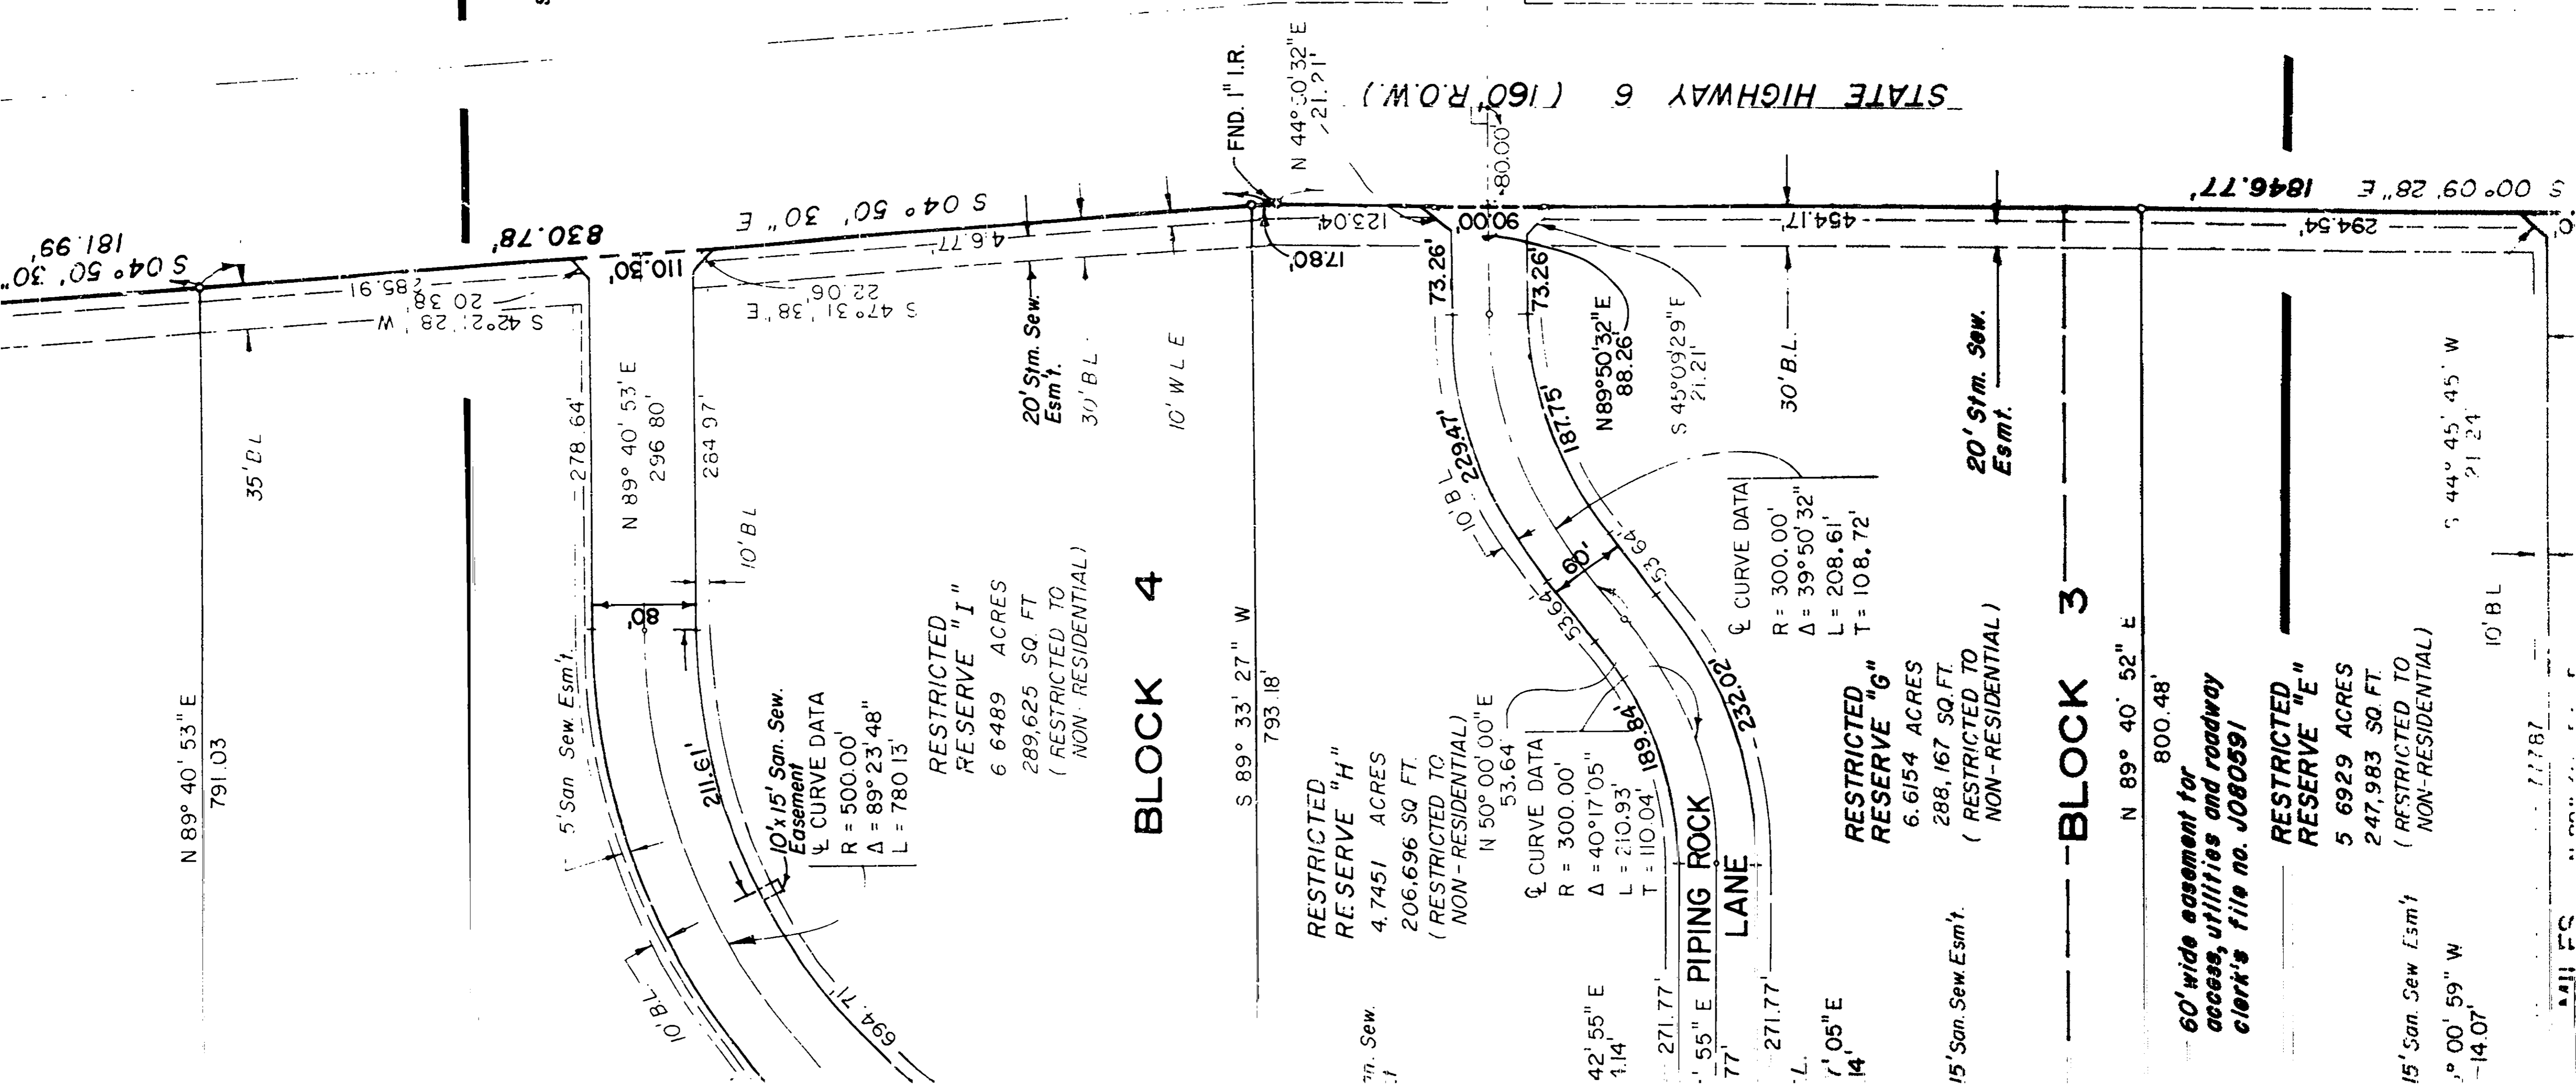 STATE HIGHWAY 6 (160' R.O.W.)
FND. 1" I.R.
21.21'
80.00'
S 04° 50' 30"
181.99'
830.78'
S 04° 50' 30" E
S 00° 09' 28" E 1846.77'
285.91
20.38'
S 42° 21' 28" W
110.30'
22.06'
S 47° 31' 38" E
17.80'
123.04'
90.00'
454.17'
294.54'
73.26'
73.26'
N 89° 50' 32" E
88.26'
S 45° 09' 29" E
21.21'
30' B.L.
20' Stm. Sew.
Esmt.
20' Stm. Sew.
Esm't.
30' B L
10' W L E
N 89° 40' 53" E
791.03
278.64'
N 89° 40' 53' E
296 80'
10' B L
80'
5' San Sew. Esm't.
211.61'
10' x 15' San. Sew.
Easement
℄ CURVE DATA
R = 500.00'
Δ = 89° 23' 48"
L = 780 13'
10' B.L.
694.71'
RESTRICTED
RESERVE "I"
6 6489 ACRES
289,625 SQ. FT
( RESTRICTED TO
NON-RESIDENTIAL)
BLOCK 4
S 89° 33' 27" W
793.18'
10' B L
229.47'
187.75'
60'
53.64'
53.64'
℄ CURVE DATA
R = 300.00'
Δ = 39° 50' 32"
L = 208.61'
T = 108.72'
RESTRICTED
RESERVE "H"
4.7451 ACRES
206,696 SQ FT.
(RESTRICTED TO
NON-RESIDENTIAL)
N 50° 00' 00" E
53.64'
℄ CURVE DATA
R = 300.00'
Δ = 40° 17' 05"
L = 210.93'
T = 110.04'
189.84'
232.02'
PIPING ROCK
LANE
42' 55" E
271.77'
55" E
77'
271.77'
05" E
14'
RESTRICTED
RESERVE "G"
6.6154 ACRES
288,167 SQ.FT.
( RESTRICTED TO
NON-RESIDENTIAL)
15' San. Sew. Esm't.
BLOCK 3
N 89° 40' 52" E
800.48'
60' wide easement for
access, utilities and roadway
clerk's file no. J080591
RESTRICTED
RESERVE "E"
5 6929 ACRES
247,983 SQ. FT.
( RESTRICTED TO
NON-RESIDENTIAL)
S 44° 45' 45" W
21 24'
10' B L
15' San. Sew Esm't
00' 59" W
14.07'